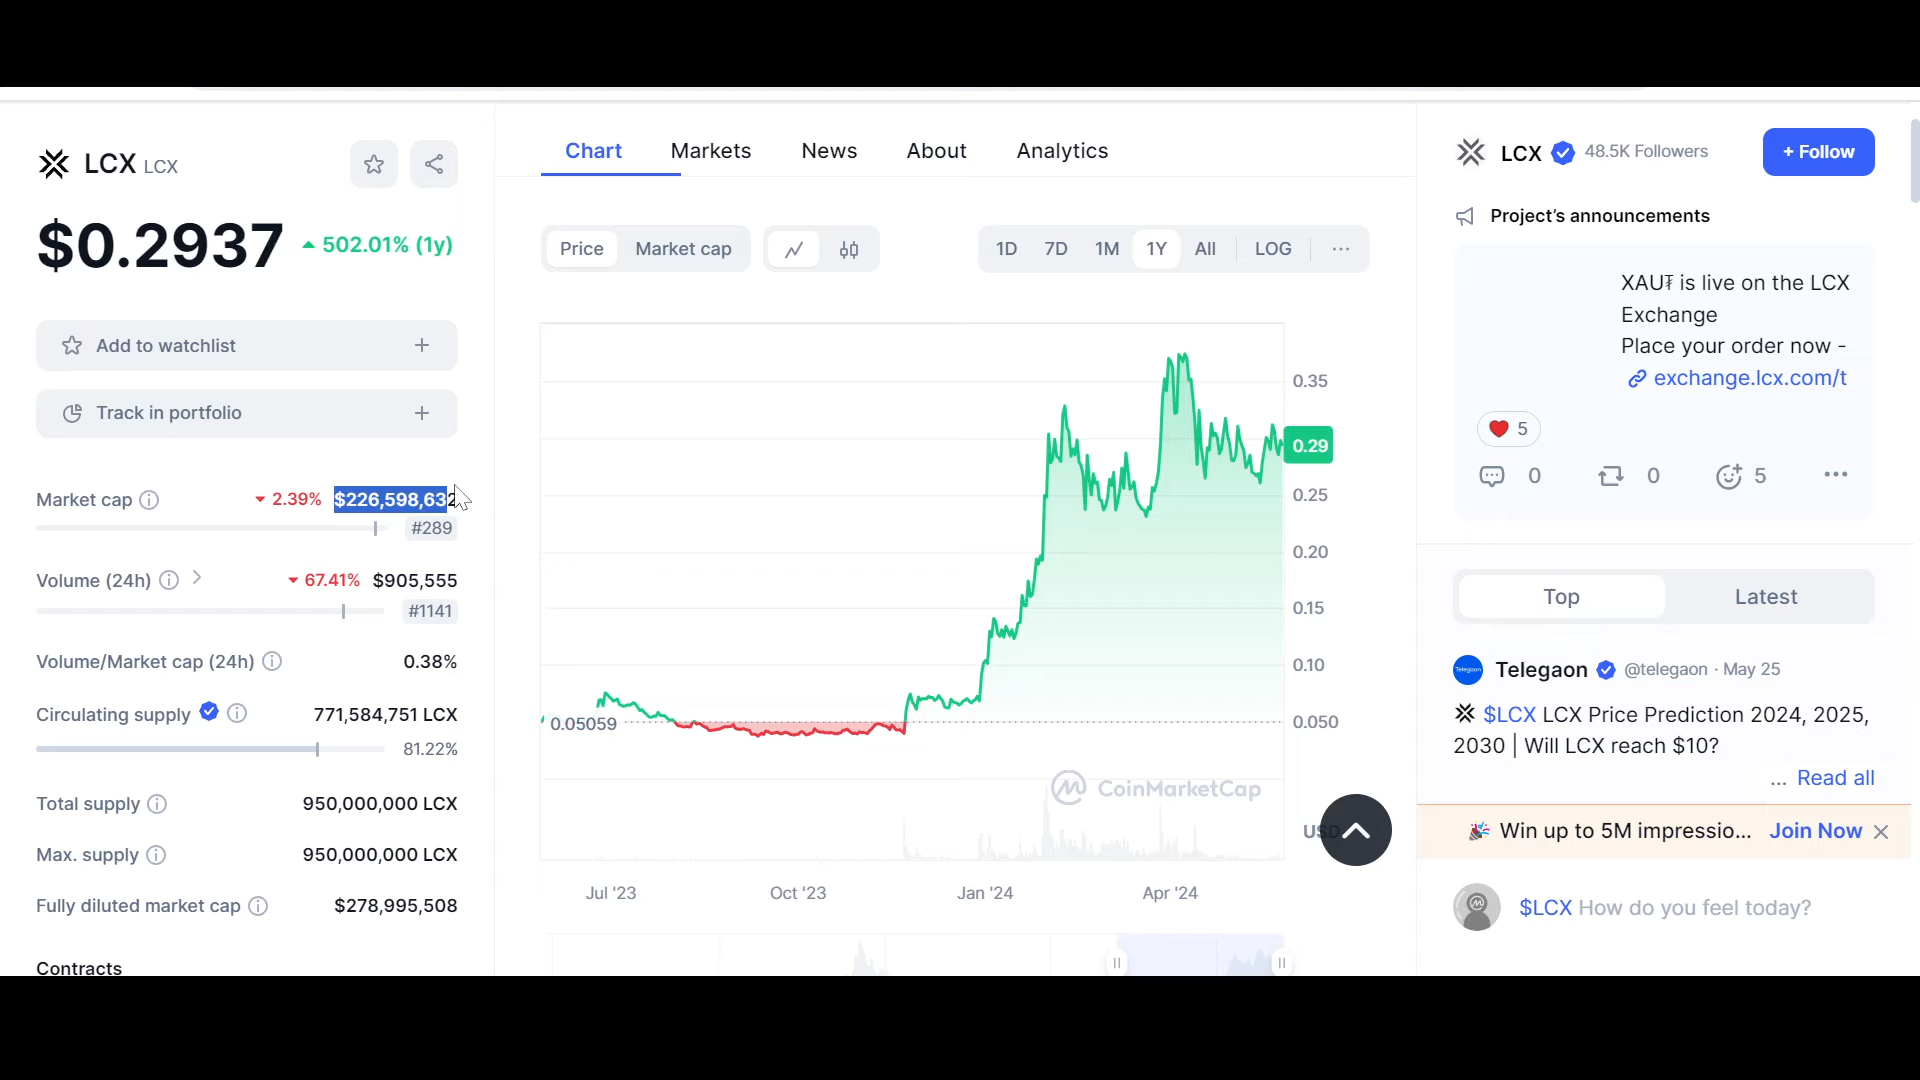 LCX LCX
$0.2937 502.01% (1y)
Add to watchlist
Track in portfolio
Market cap 2.39% $226,598,632
#289
Volume (24h) 67.41% $905,555
#1141
Volume/Market cap (24h) 0.38%
Circulating supply 771,584,751 LCX
81.22%
Total supply 950,000,000 LCX
Max. supply 950,000,000 LCX
Fully diluted market cap $278,995,508
Contracts
Chart Markets News About Analytics
Price Market cap
1D 7D 1M 1Y All LOG ...
0.35
0.29
0.25
0.20
0.15
0.10
0.050
0.05059
CoinMarketCap
USD
Jul '23 Oct '23 Jan '24 Apr '24
LCX 48.5K Followers + Follow
Project's announcements
XAU₮ is live on the LCX
Exchange
Place your order now -
exchange.lcx.com/t
5
0 0 5
Top Latest
Telegaon
Telegaon @telegaon · May 25
$LCX LCX Price Prediction 2024, 2025,
2030 | Will LCX reach $10?
... Read all
Win up to 5M impressio... Join Now
$LCX How do you feel today?